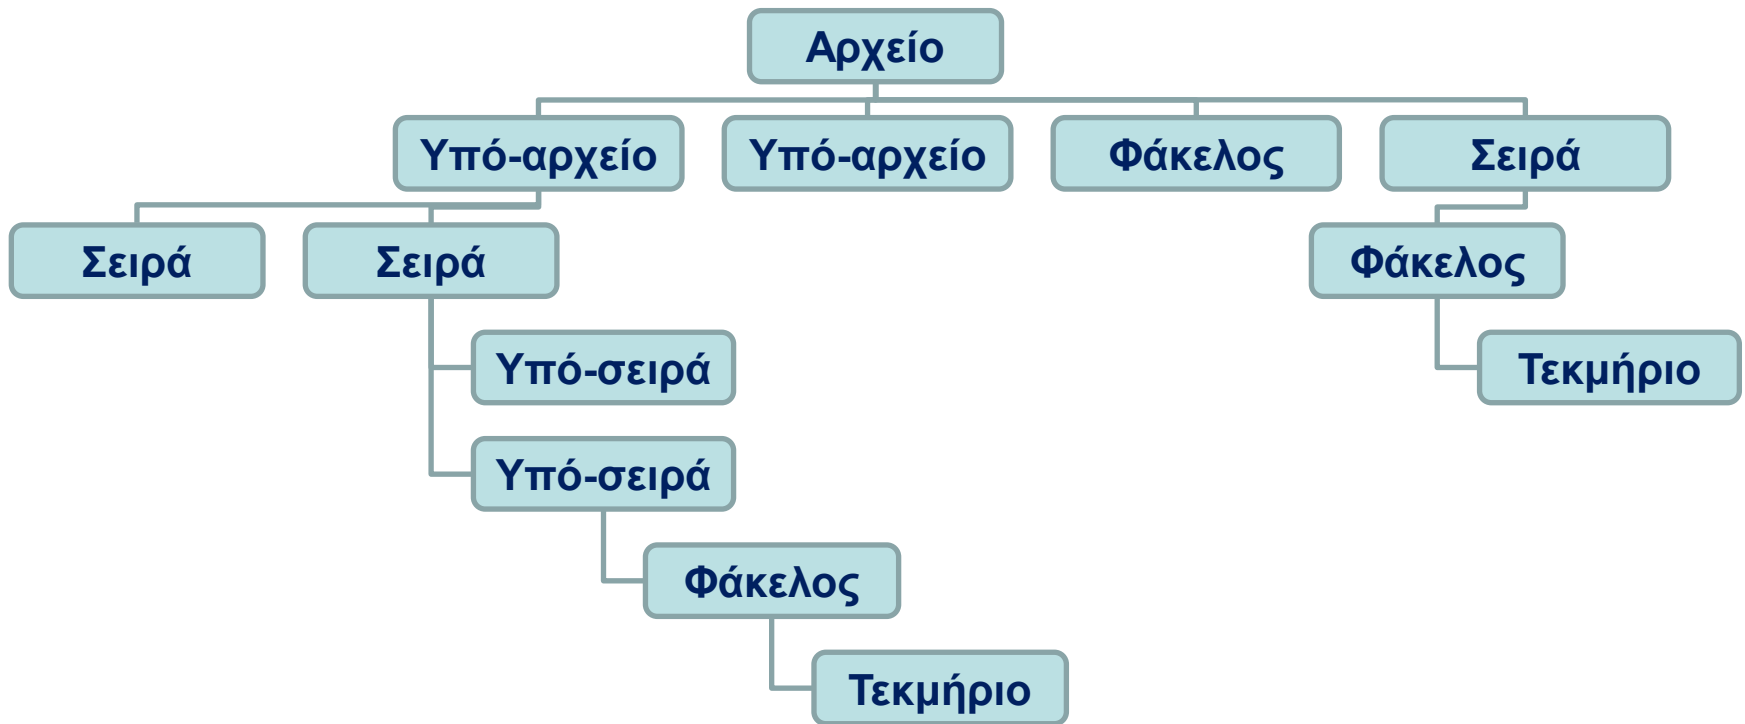 Αρχείο
Υπό-αρχείο
Υπό-αρχείο
Φάκελος
Σειρά
Σειρά
Σειρά
Φάκελος
Υπό-σειρά
Τεκμήριο
Υπό-σειρά
Φάκελος
Τεκμήριο